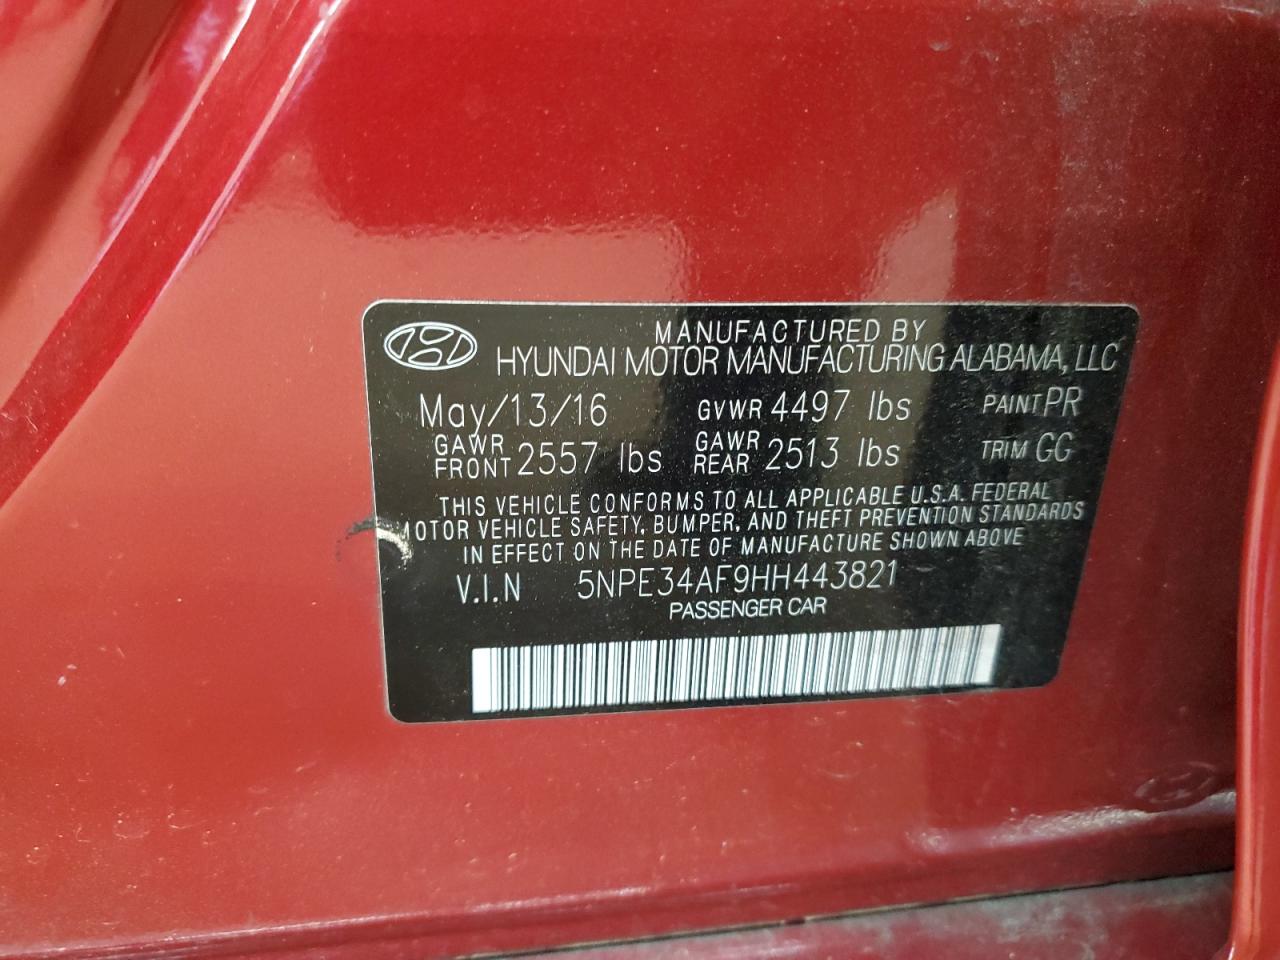 MANUFACTURED BY
HYUNDAI MOTOR MANUFACTURING ALABAMA, LLC
May/13/16 GVWR 4497 lbs PAINT PR
GAWR FRONT 2557 lbs GAWR REAR 2513 lbs TRIM GG
THIS VEHICLE CONFORMS TO ALL APPLICABLE U.S.A. FEDERAL
MOTOR VEHICLE SAFETY, BUMPER, AND THEFT PREVENTION STANDARDS
IN EFFECT ON THE DATE OF MANUFACTURE SHOWN ABOVE
V.I.N 5NPE34AF9HH443821
PASSENGER CAR